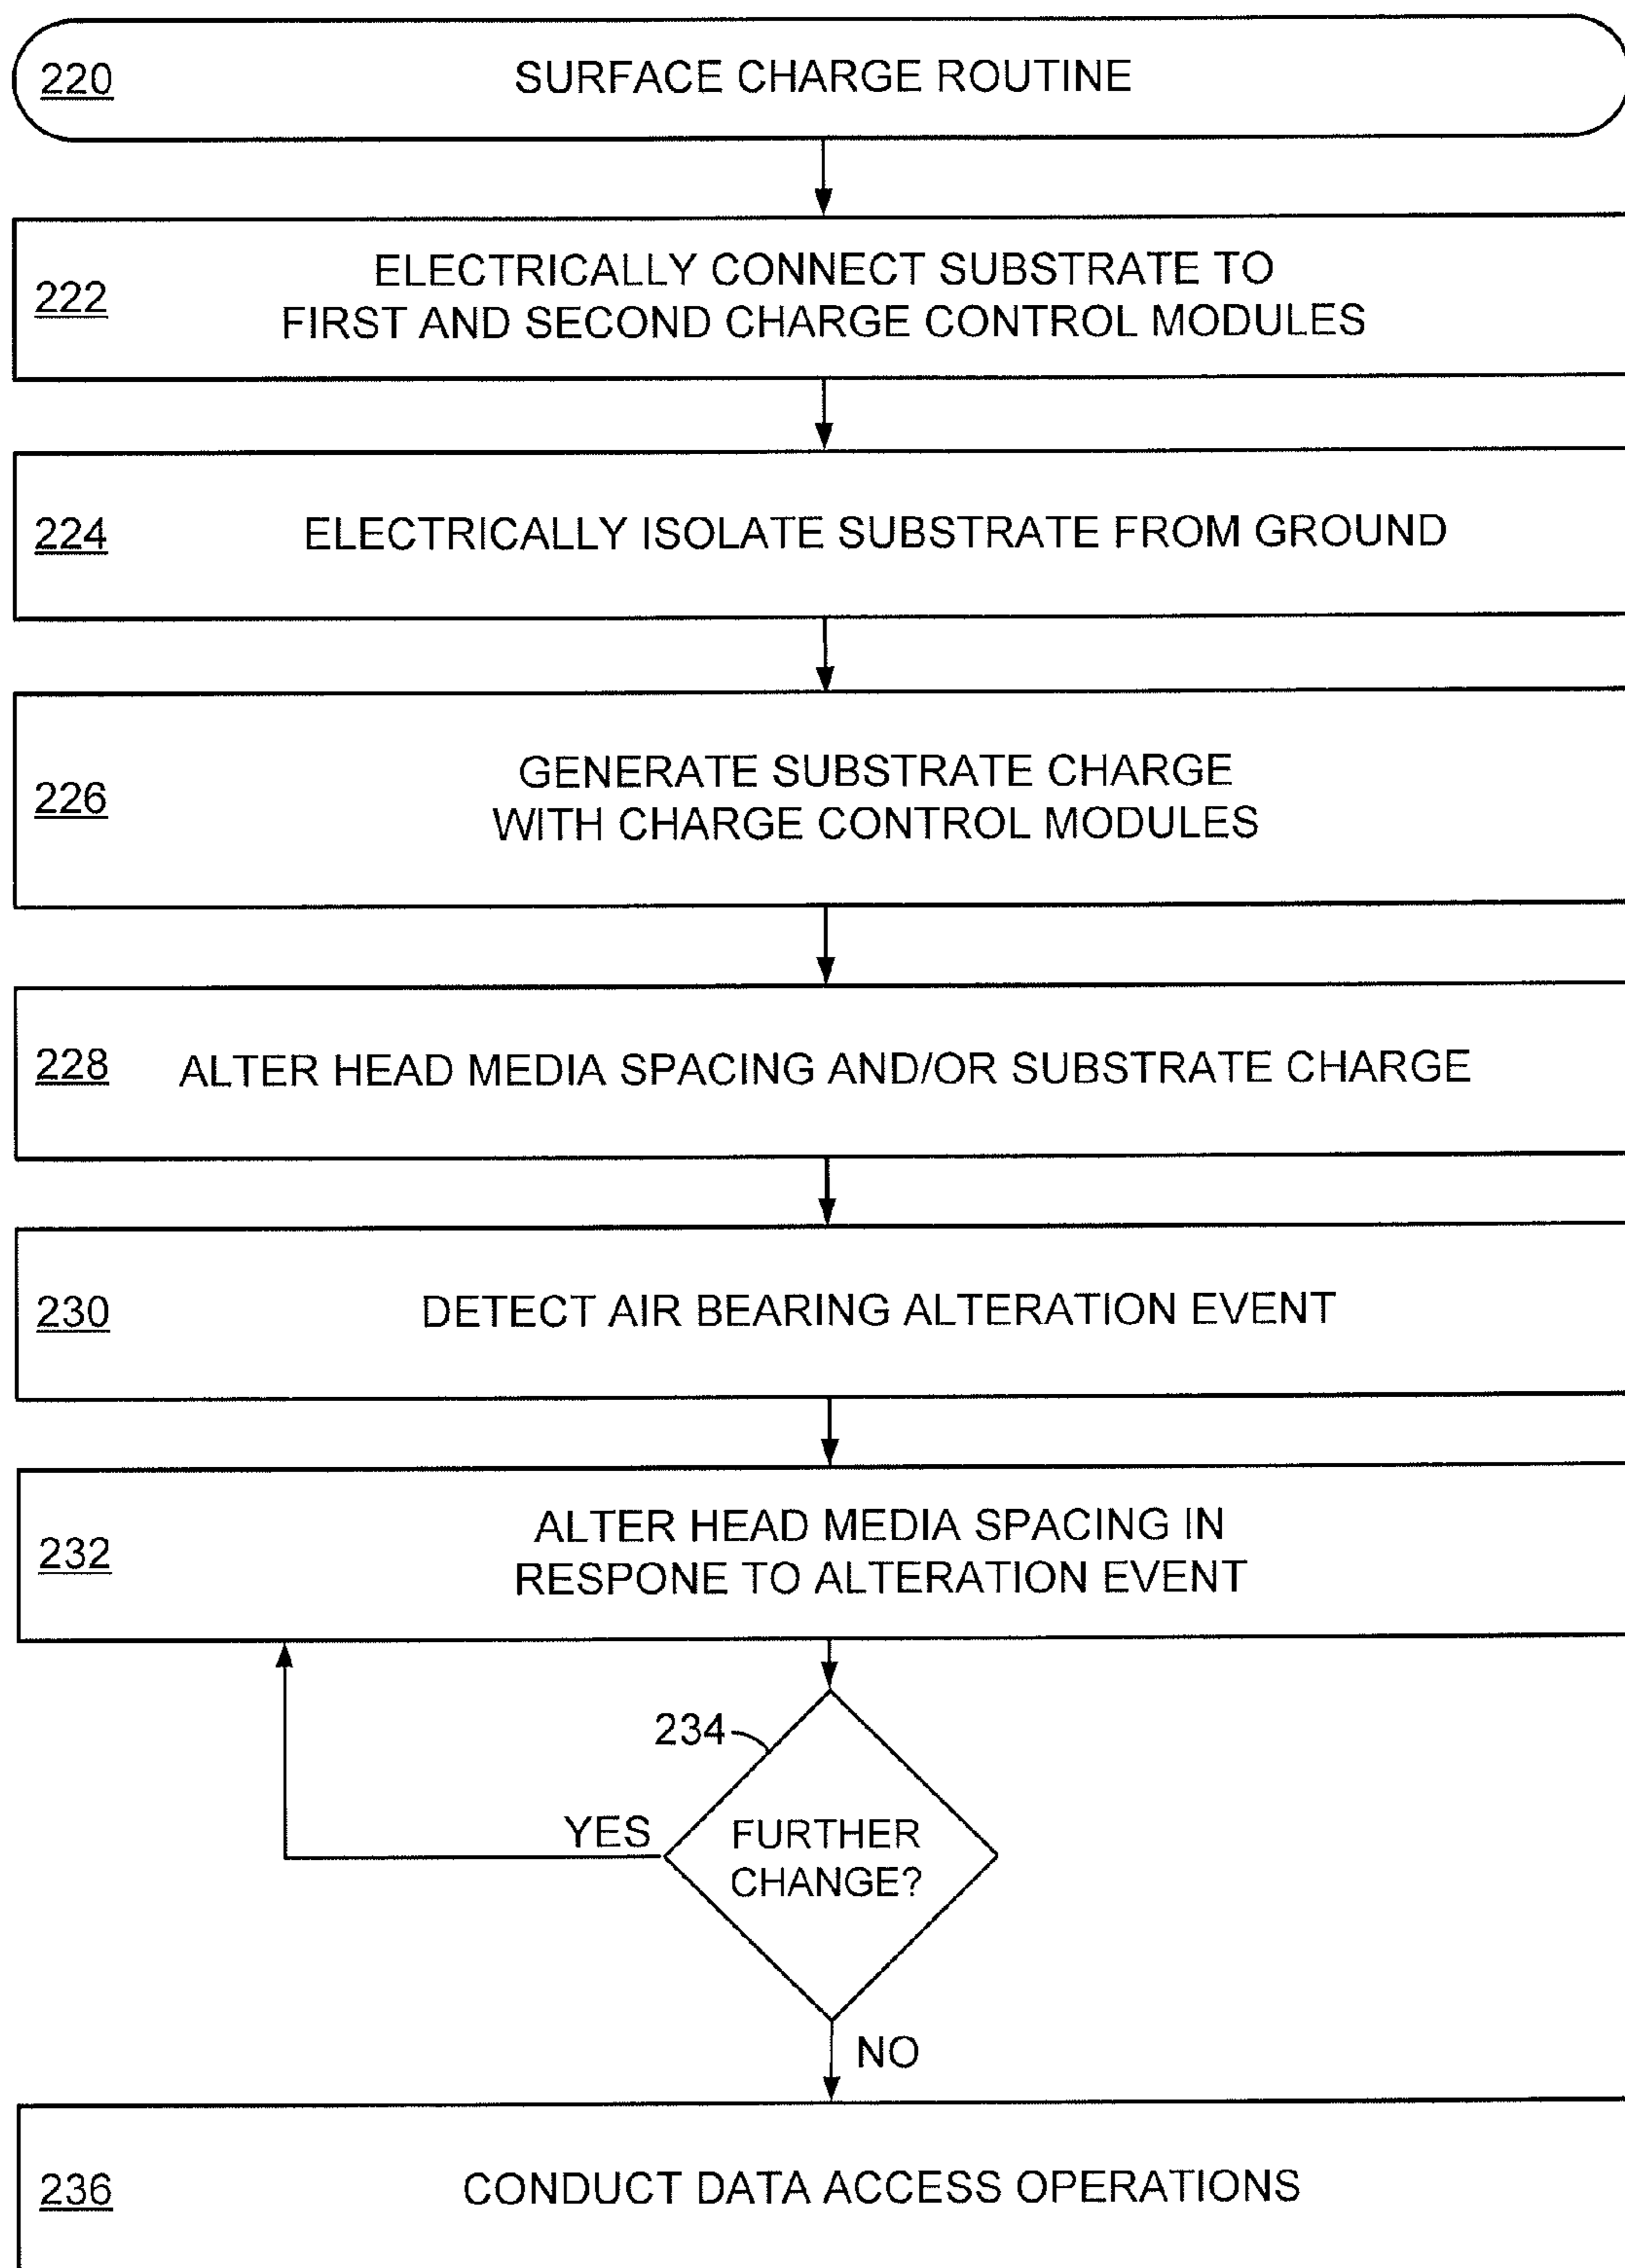 220
SURFACE CHARGE ROUTINE
222
ELECTRICALLY CONNECT SUBSTRATE TO
FIRST AND SECOND CHARGE CONTROL MODULES
224
ELECTRICALLY ISOLATE SUBSTRATE FROM GROUND
226
GENERATE SUBSTRATE CHARGE
WITH CHARGE CONTROL MODULES
228
ALTER HEAD MEDIA SPACING AND/OR SUBSTRATE CHARGE
230
DETECT AIR BEARING ALTERATION EVENT
232
ALTER HEAD MEDIA SPACING IN
RESPONE TO ALTERATION EVENT
234
YES
FURTHER
CHANGE?
NO
236
CONDUCT DATA ACCESS OPERATIONS